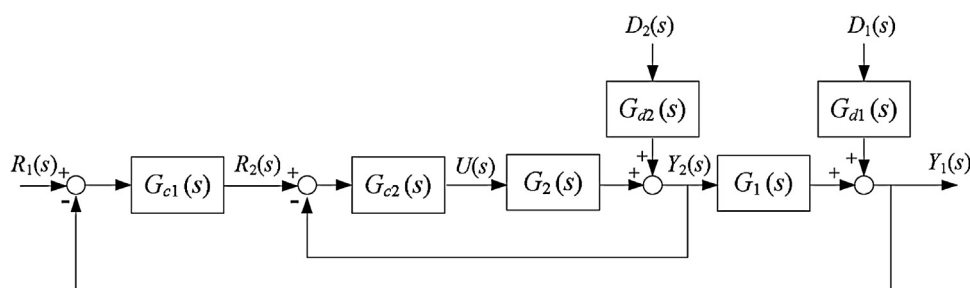 D2(s)
D1(s)
Gd2(s)
Gd1(s)
R1(s)
+
-
Gc1(s)
R2(s)
+
-
Gc2(s)
U(s)
G2(s)
+
+
Y2(s)
G1(s)
+
+
Y1(s)